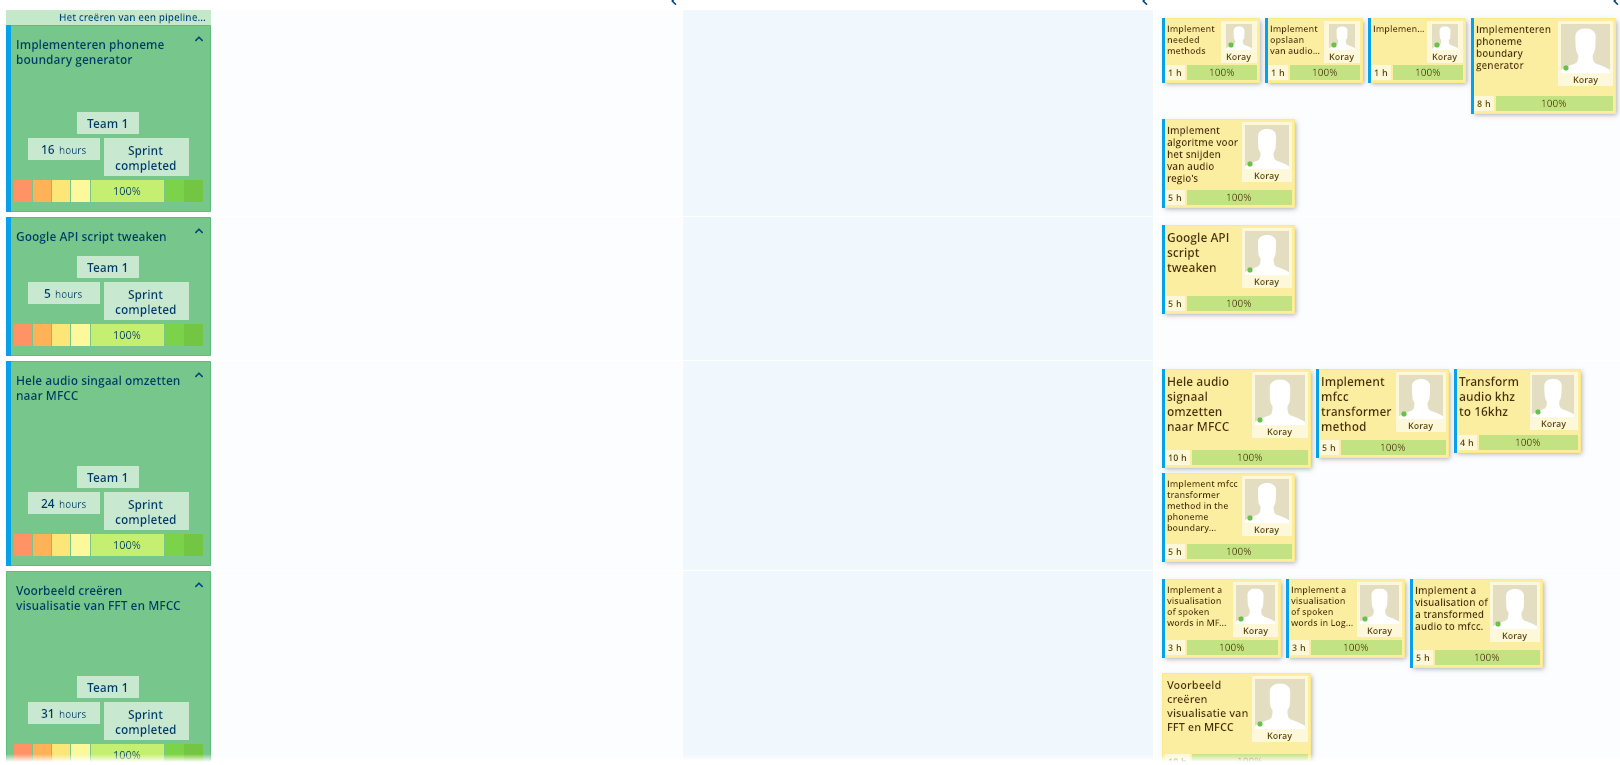 Het creëren van een pipeline...
Implementeren phoneme
boundary generator
Team 1
16 hours
Sprint
completed
100%
Implement
needed
methods
Koray
1 h
100%
Implement
opslaan
van audio...
Koray
1 h
100%
Implemen...
Koray
1 h
100%
Implementeren
phoneme
boundary
generator
Koray
8 h
100%
Implement
algoritme voor
het snijden
van audio
regio's
Koray
5 h
100%
Google API script tweaken
Team 1
5 hours
Sprint
completed
100%
Google API
script
tweaken
Koray
5 h
100%
Hele audio singaal omzetten
naar MFCC
Team 1
24 hours
Sprint
completed
100%
Hele audio
signaal
omzetten
naar MFCC
Koray
10 h
100%
Implement
mfcc
transformer
method
Koray
5 h
100%
Transform
audio khz
to 16khz
Koray
4 h
100%
Implement mfcc
transformer
method in the
phoneme
boundary...
Koray
5 h
100%
Voorbeeld creëren
visualisatie van FFT en MFCC
Team 1
31 hours
Sprint
completed
100%
Implement a
visualisation
of spoken
words in MF...
Koray
3 h
100%
Implement a
visualisation
of spoken
words in Log...
Koray
3 h
100%
Implement a
visualisation of
a transformed
audio to mfcc.
Koray
5 h
100%
Voorbeeld
creëren
visualisatie van
FFT en MFCC
Koray